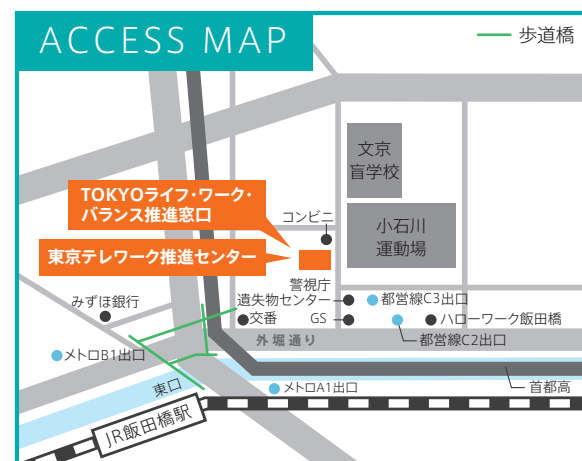 ACCESS MAP
歩道橋
文京
盲学校
TOKYOライフ・ワーク・
バランス推進窓口
コンビニ
小石川
運動場
東京テレワーク推進センター
警視庁
遺失物センター
都営線C3出口
みずほ銀行
交番
GS
ハローワーク飯田橋
外堀通り
都営線C2出口
メトロB1出口
東口
メトロA1出口
首都高
JR飯田橋駅